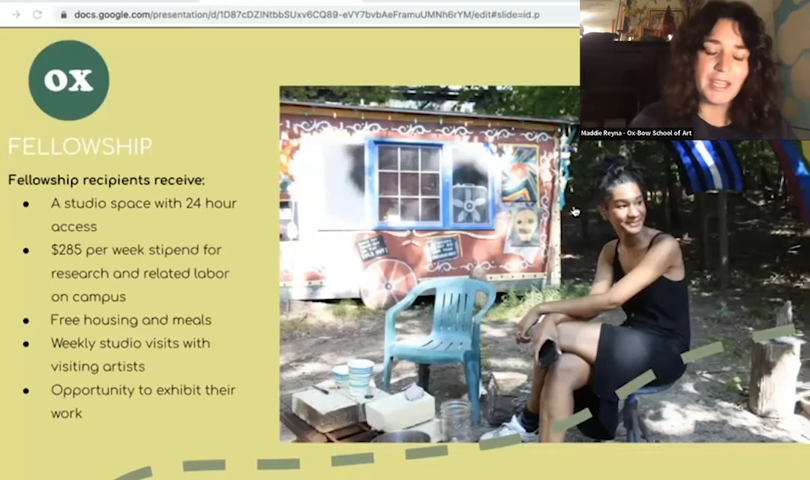 docs.google.com/presentation/d/1D87cDZINtbbSUxv6CQ89-eVY7bvbAeFramuUMNh6rYM/edit#slide=id.p
OX
Maddie Reyna - Ox-Bow School of Art
FELLOWSHIP
Fellowship recipients receive:
A studio space with 24 hour
access
$285 per week stipend for
research and related labor
on campus
Free housing and meals
Weekly studio visits with
visiting artists
Opportunity to exhibit their
work